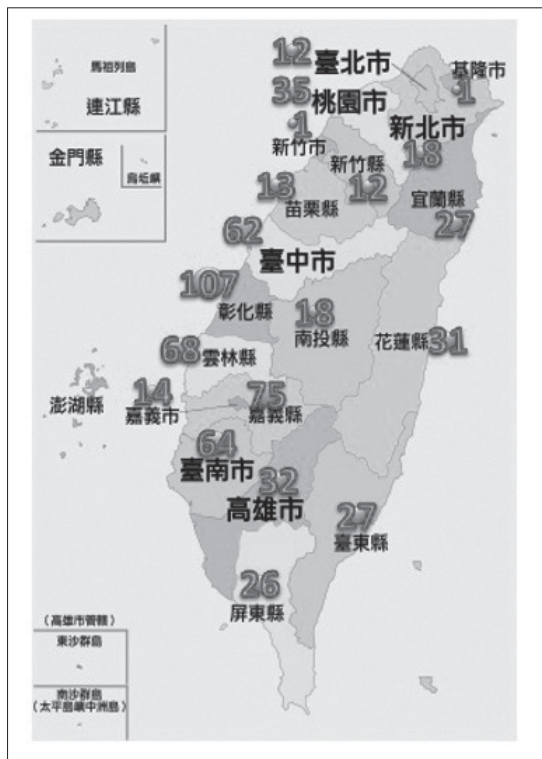 馬祖列島
連江縣
金門縣
烏坵嶼
12
臺北市
基隆市
1
35
桃園市
1
新竹市
新北市
18
新竹縣
12
13
苗栗縣
宜蘭縣
27
62
臺中市
107
彰化縣
18
南投縣
花蓮縣
31
68
雲林縣
澎湖縣
14
嘉義市
75
嘉義縣
64
臺南市
32
高雄市
27
臺東縣
26
屏東縣
(高雄市管轄)
東沙群島
南沙群島
(太平島嶼中洲島)